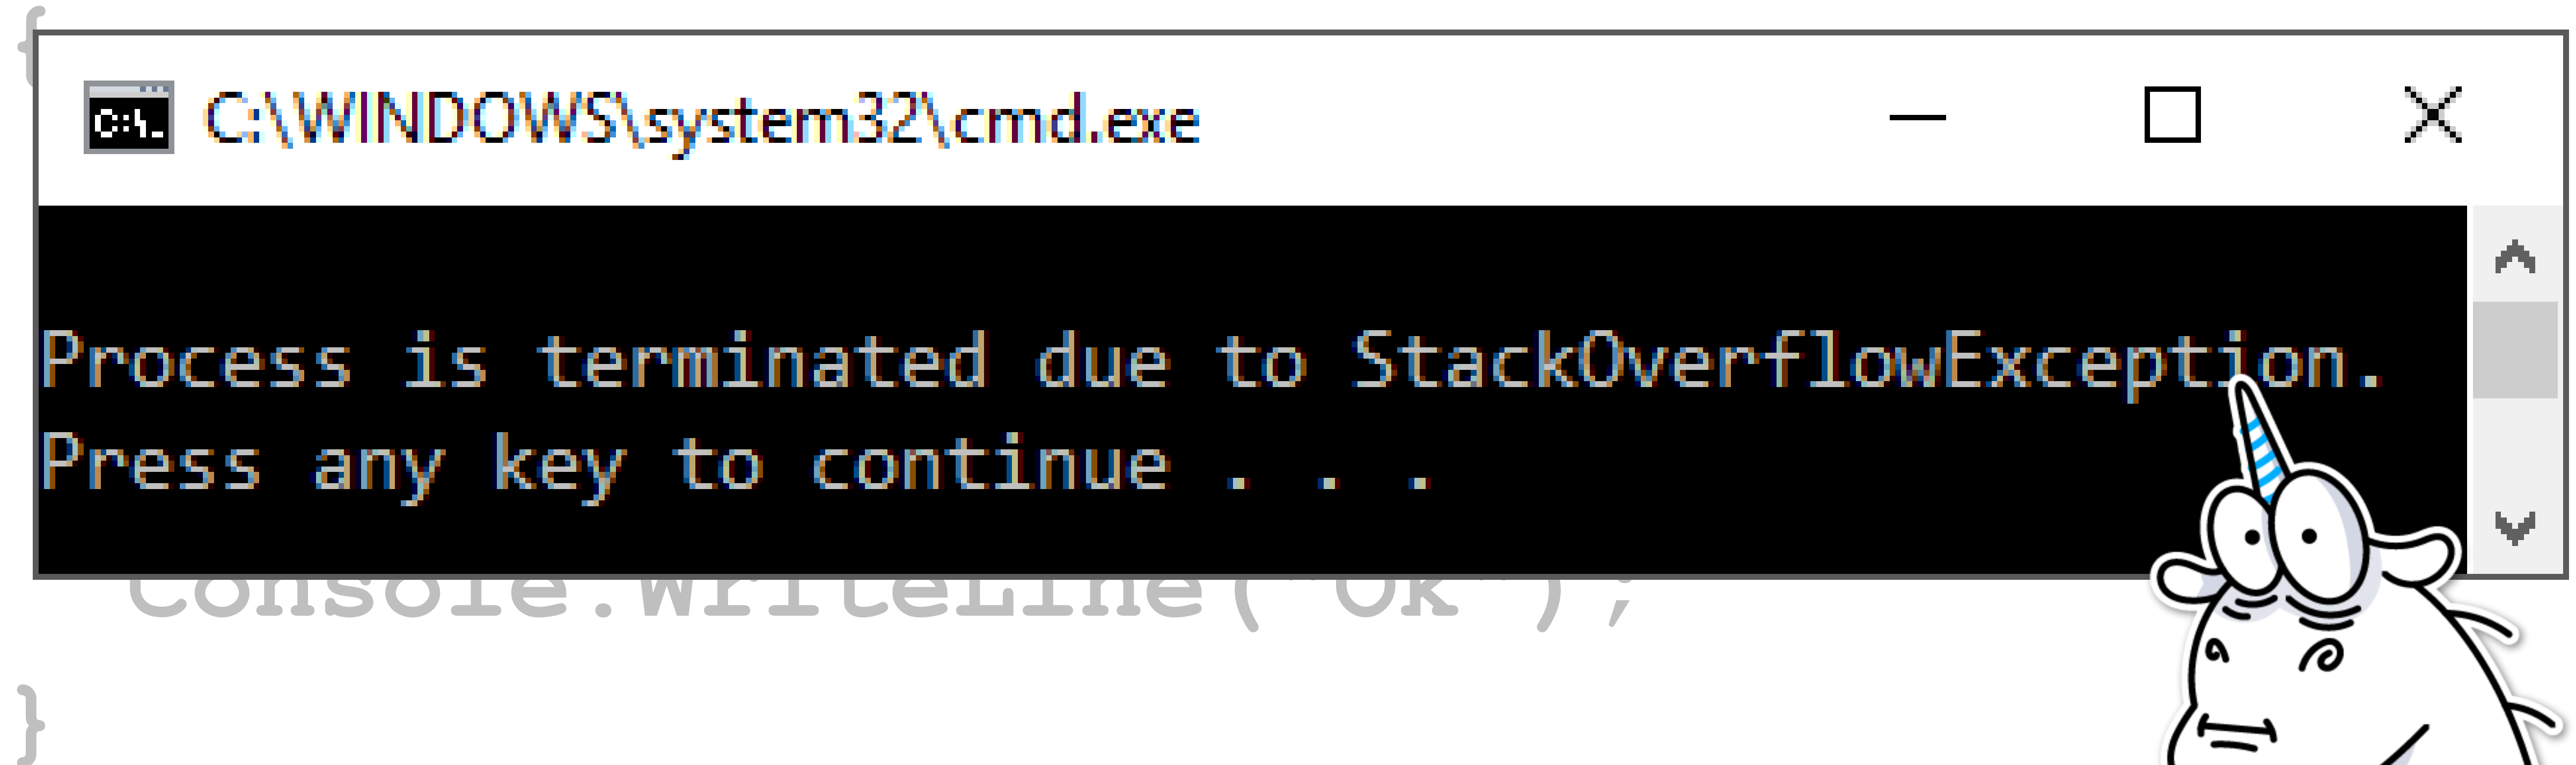 {
C:\_
C:\WINDOWS\system32\cmd.exe
Process is terminated due to StackOverflowException.
Press any key to continue . . .
Console.WriteLine("Ok");
}